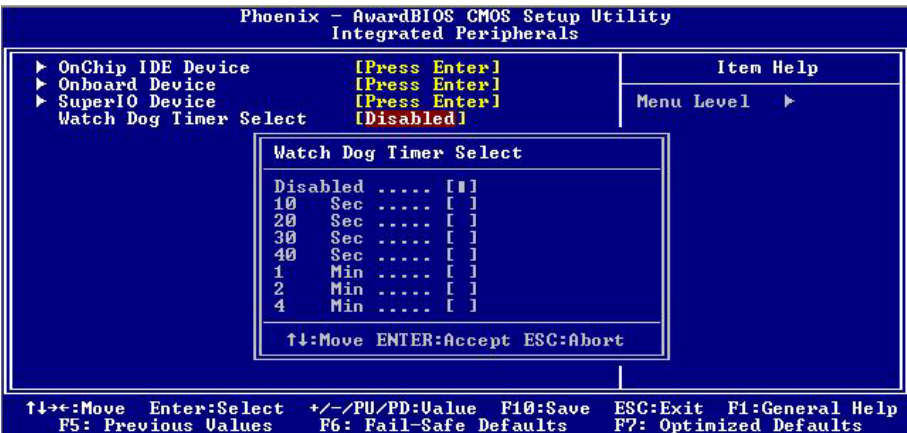 Phoenix - AwardBIOS CMOS Setup Utility
Integrated Peripherals
▶ OnChip IDE Device [Press Enter]
▶ Onboard Device [Press Enter]
▶ SuperIO Device [Press Enter]
Watch Dog Timer Select [Disabled]
Item Help
Menu Level ▶
Watch Dog Timer Select
Disabled ..... [■]
10 Sec ..... [ ]
20 Sec ..... [ ]
30 Sec ..... [ ]
40 Sec ..... [ ]
1 Min ..... [ ]
2 Min ..... [ ]
4 Min ..... [ ]
↑↓:Move ENTER:Accept ESC:Abort
↑↓→←:Move Enter:Select +/-/PU/PD:Value F10:Save ESC:Exit F1:General Help
F5: Previous Values F6: Fail-Safe Defaults F7: Optimized Defaults